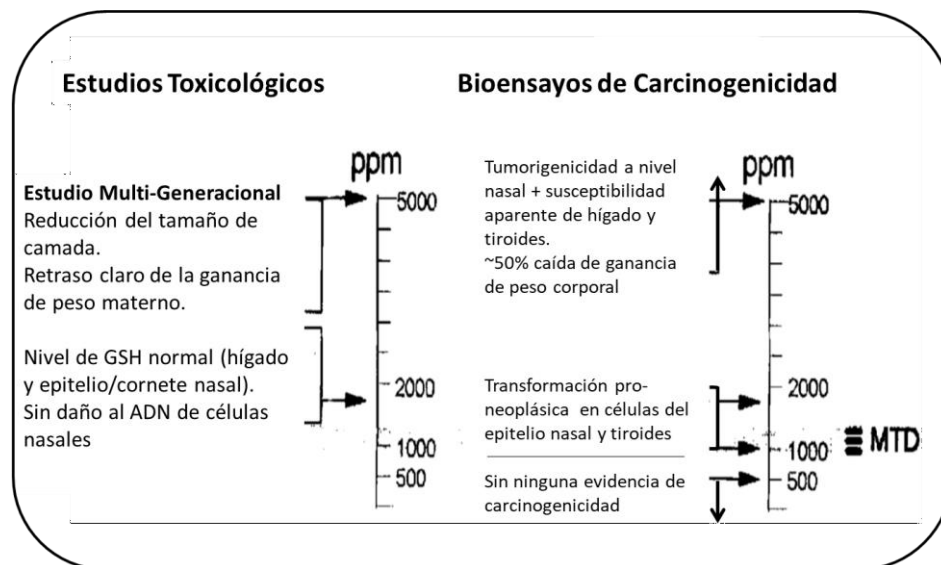 Estudios Toxicológicos
Bioensayos de Carcinogenicidad
ppm
Estudio Multi-Generacional
Reducción del tamaño de
camada.
Retraso claro de la ganancia
de peso materno.
Nivel de GSH normal (hígado
y epitelio/cornete nasal).
Sin daño al ADN de células
nasales
5000
2000
1000
500
Tumorigenicidad a nivel
nasal + susceptibilidad
aparente de hígado y
tiroides.
~50% caída de ganancia
de peso corporal
Transformación pro-
neoplásica en células del
epitelio nasal y tiroides
Sin ninguna evidencia de
carcinogenicidad
ppm
5000
2000
1000
MTD
500